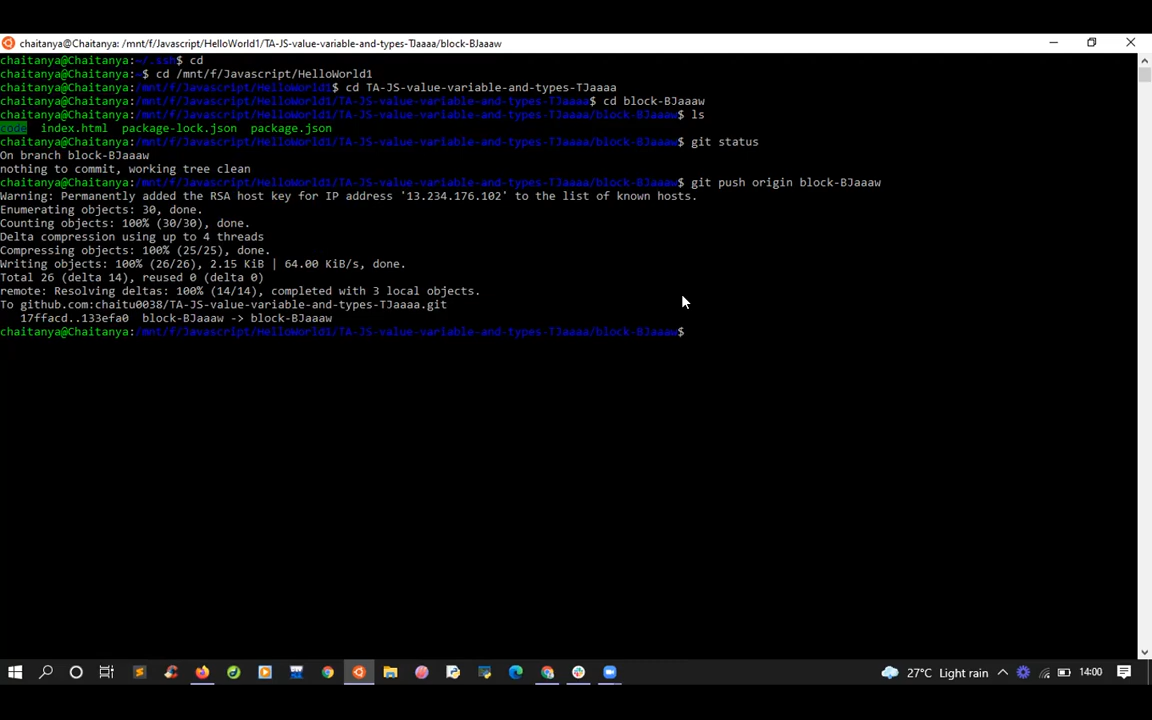 chaitanya@Chaitanya: /mnt/f/Javascript/HelloWorld1/TA-JS-value-variable-and-types-TJaaaa/block-BJaaaw
chaitanya@Chaitanya:~/.ssh$ cd
chaitanya@Chaitanya:~$ cd /mnt/f/Javascript/HelloWorld1
chaitanya@Chaitanya:/mnt/f/Javascript/HelloWorld1$ cd TA-JS-value-variable-and-types-TJaaaa
chaitanya@Chaitanya:/mnt/f/Javascript/HelloWorld1/TA-JS-value-variable-and-types-TJaaaa$ cd block-BJaaaw
chaitanya@Chaitanya:/mnt/f/Javascript/HelloWorld1/TA-JS-value-variable-and-types-TJaaaa/block-BJaaaw$ ls
code  index.html  package-lock.json  package.json
chaitanya@Chaitanya:/mnt/f/Javascript/HelloWorld1/TA-JS-value-variable-and-types-TJaaaa/block-BJaaaw$ git status
On branch block-BJaaaw
nothing to commit, working tree clean
chaitanya@Chaitanya:/mnt/f/Javascript/HelloWorld1/TA-JS-value-variable-and-types-TJaaaa/block-BJaaaw$ git push origin block-BJaaaw
Warning: Permanently added the RSA host key for IP address '13.234.176.102' to the list of known hosts.
Enumerating objects: 30, done.
Counting objects: 100% (30/30), done.
Delta compression using up to 4 threads
Compressing objects: 100% (25/25), done.
Writing objects: 100% (26/26), 2.15 KiB | 64.00 KiB/s, done.
Total 26 (delta 14), reused 0 (delta 0)
remote: Resolving deltas: 100% (14/14), completed with 3 local objects.
To github.com:chaitu0038/TA-JS-value-variable-and-types-TJaaaa.git
17ffacd..133efa0  block-BJaaaw -> block-BJaaaw
chaitanya@Chaitanya:/mnt/f/Javascript/HelloWorld1/TA-JS-value-variable-and-types-TJaaaa/block-BJaaaw$
27°C Light rain 14:00